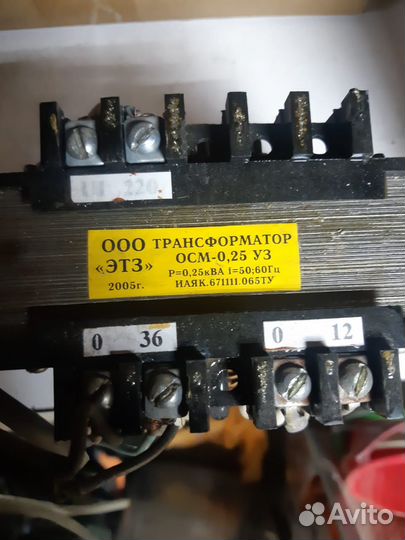 220
ООО ТРАНСФОРМАТОР
«ЭТЗ» ОСМ-0,25 У3
Р=0,25кВА f=50;60Гц
2005г. ИАЯК.671111.065ТУ
0 36
0 12
Avito